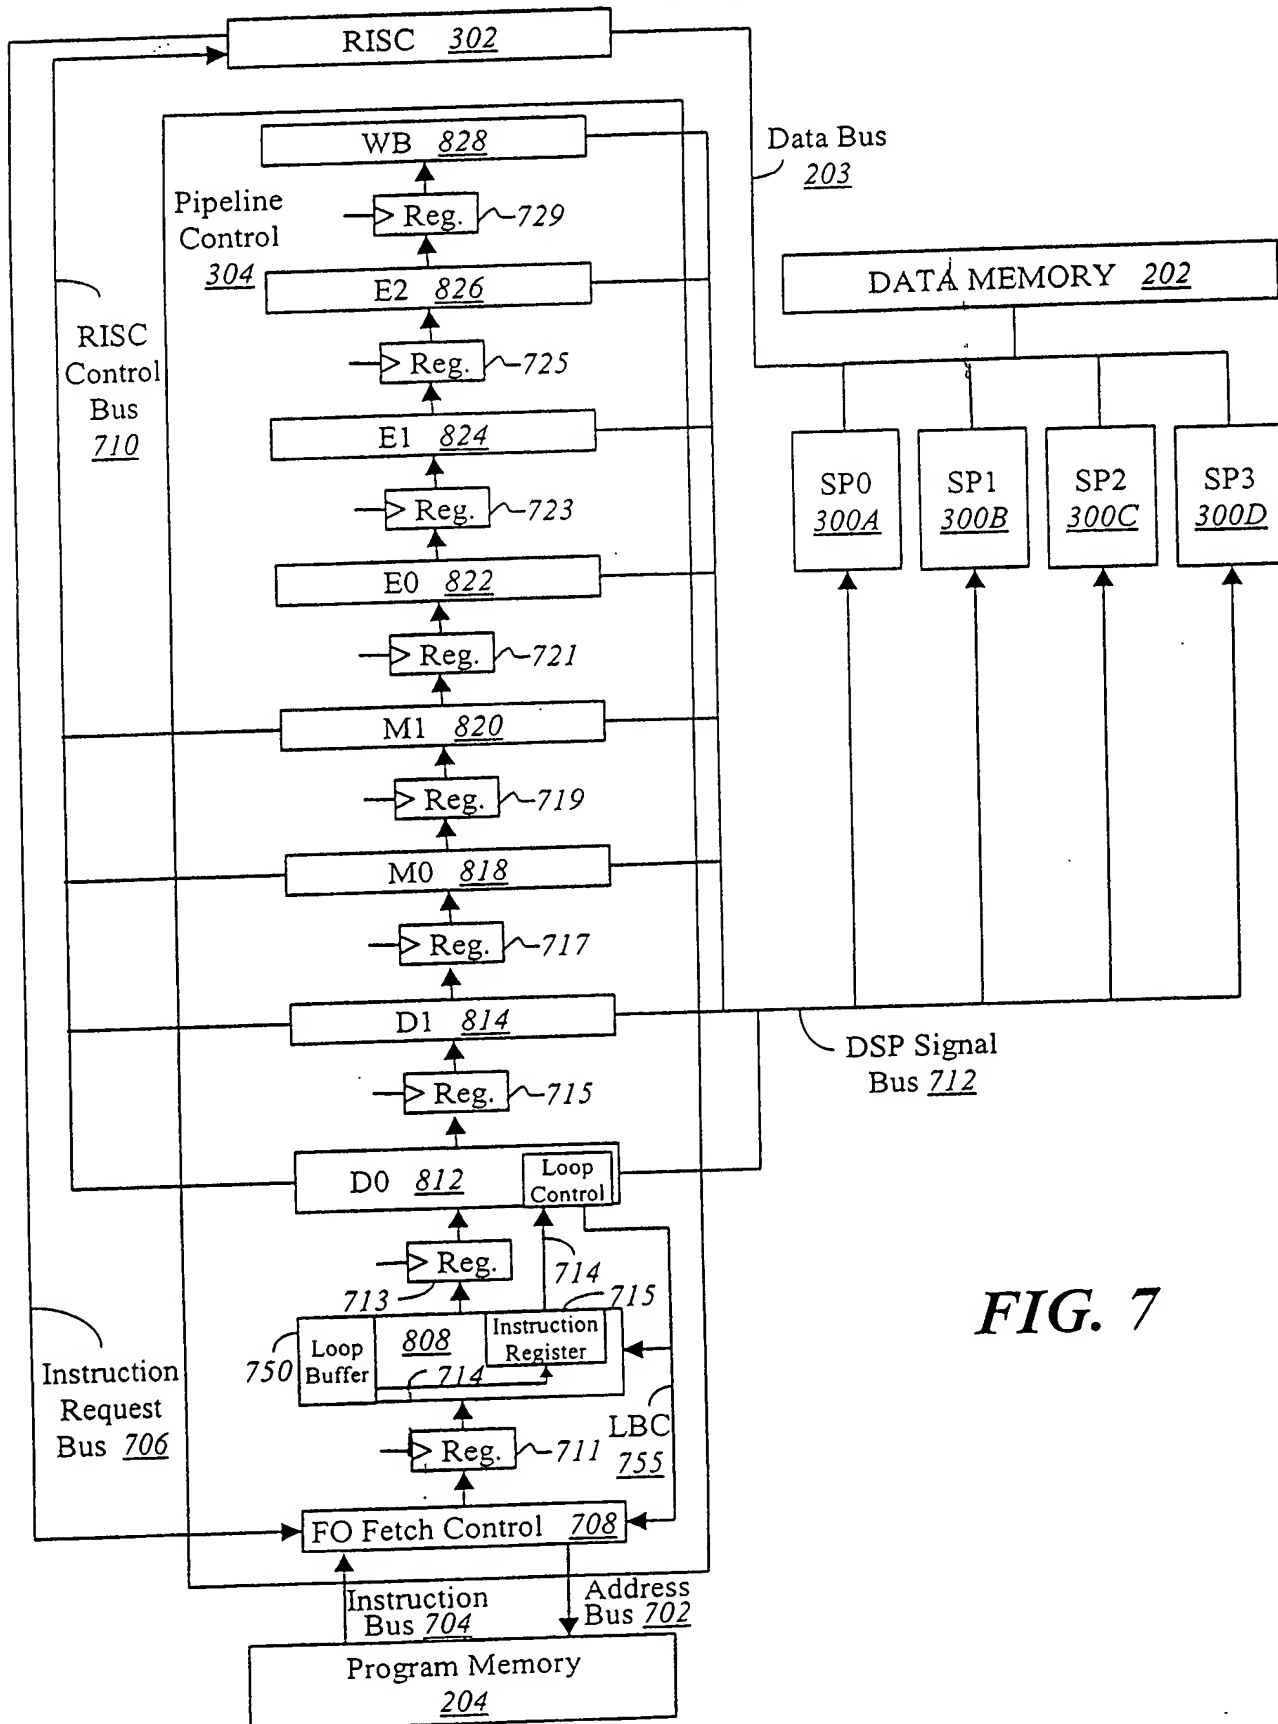 RISC 302
WB 828
Data Bus
203
Pipeline
Control
304
Reg. 729
E2 826
DATA MEMORY 202
RISC
Control
Bus
710
Reg. 725
E1 824
SP0
300A
SP1
300B
SP2
300C
SP3
300D
Reg. 723
E0 822
Reg. 721
M1 820
Reg. 719
M0 818
Reg. 717
D1 814
DSP Signal
Bus 712
Reg. 715
D0 812
Loop
Control
Reg.
713
714
715
750
Loop
Buffer
808
Instruction
Register
714
FIG. 7
Instruction
Request
Bus 706
LBC
755
Reg. 711
FO Fetch Control 708
Instruction
Bus 704
Address
Bus 702
Program Memory
204